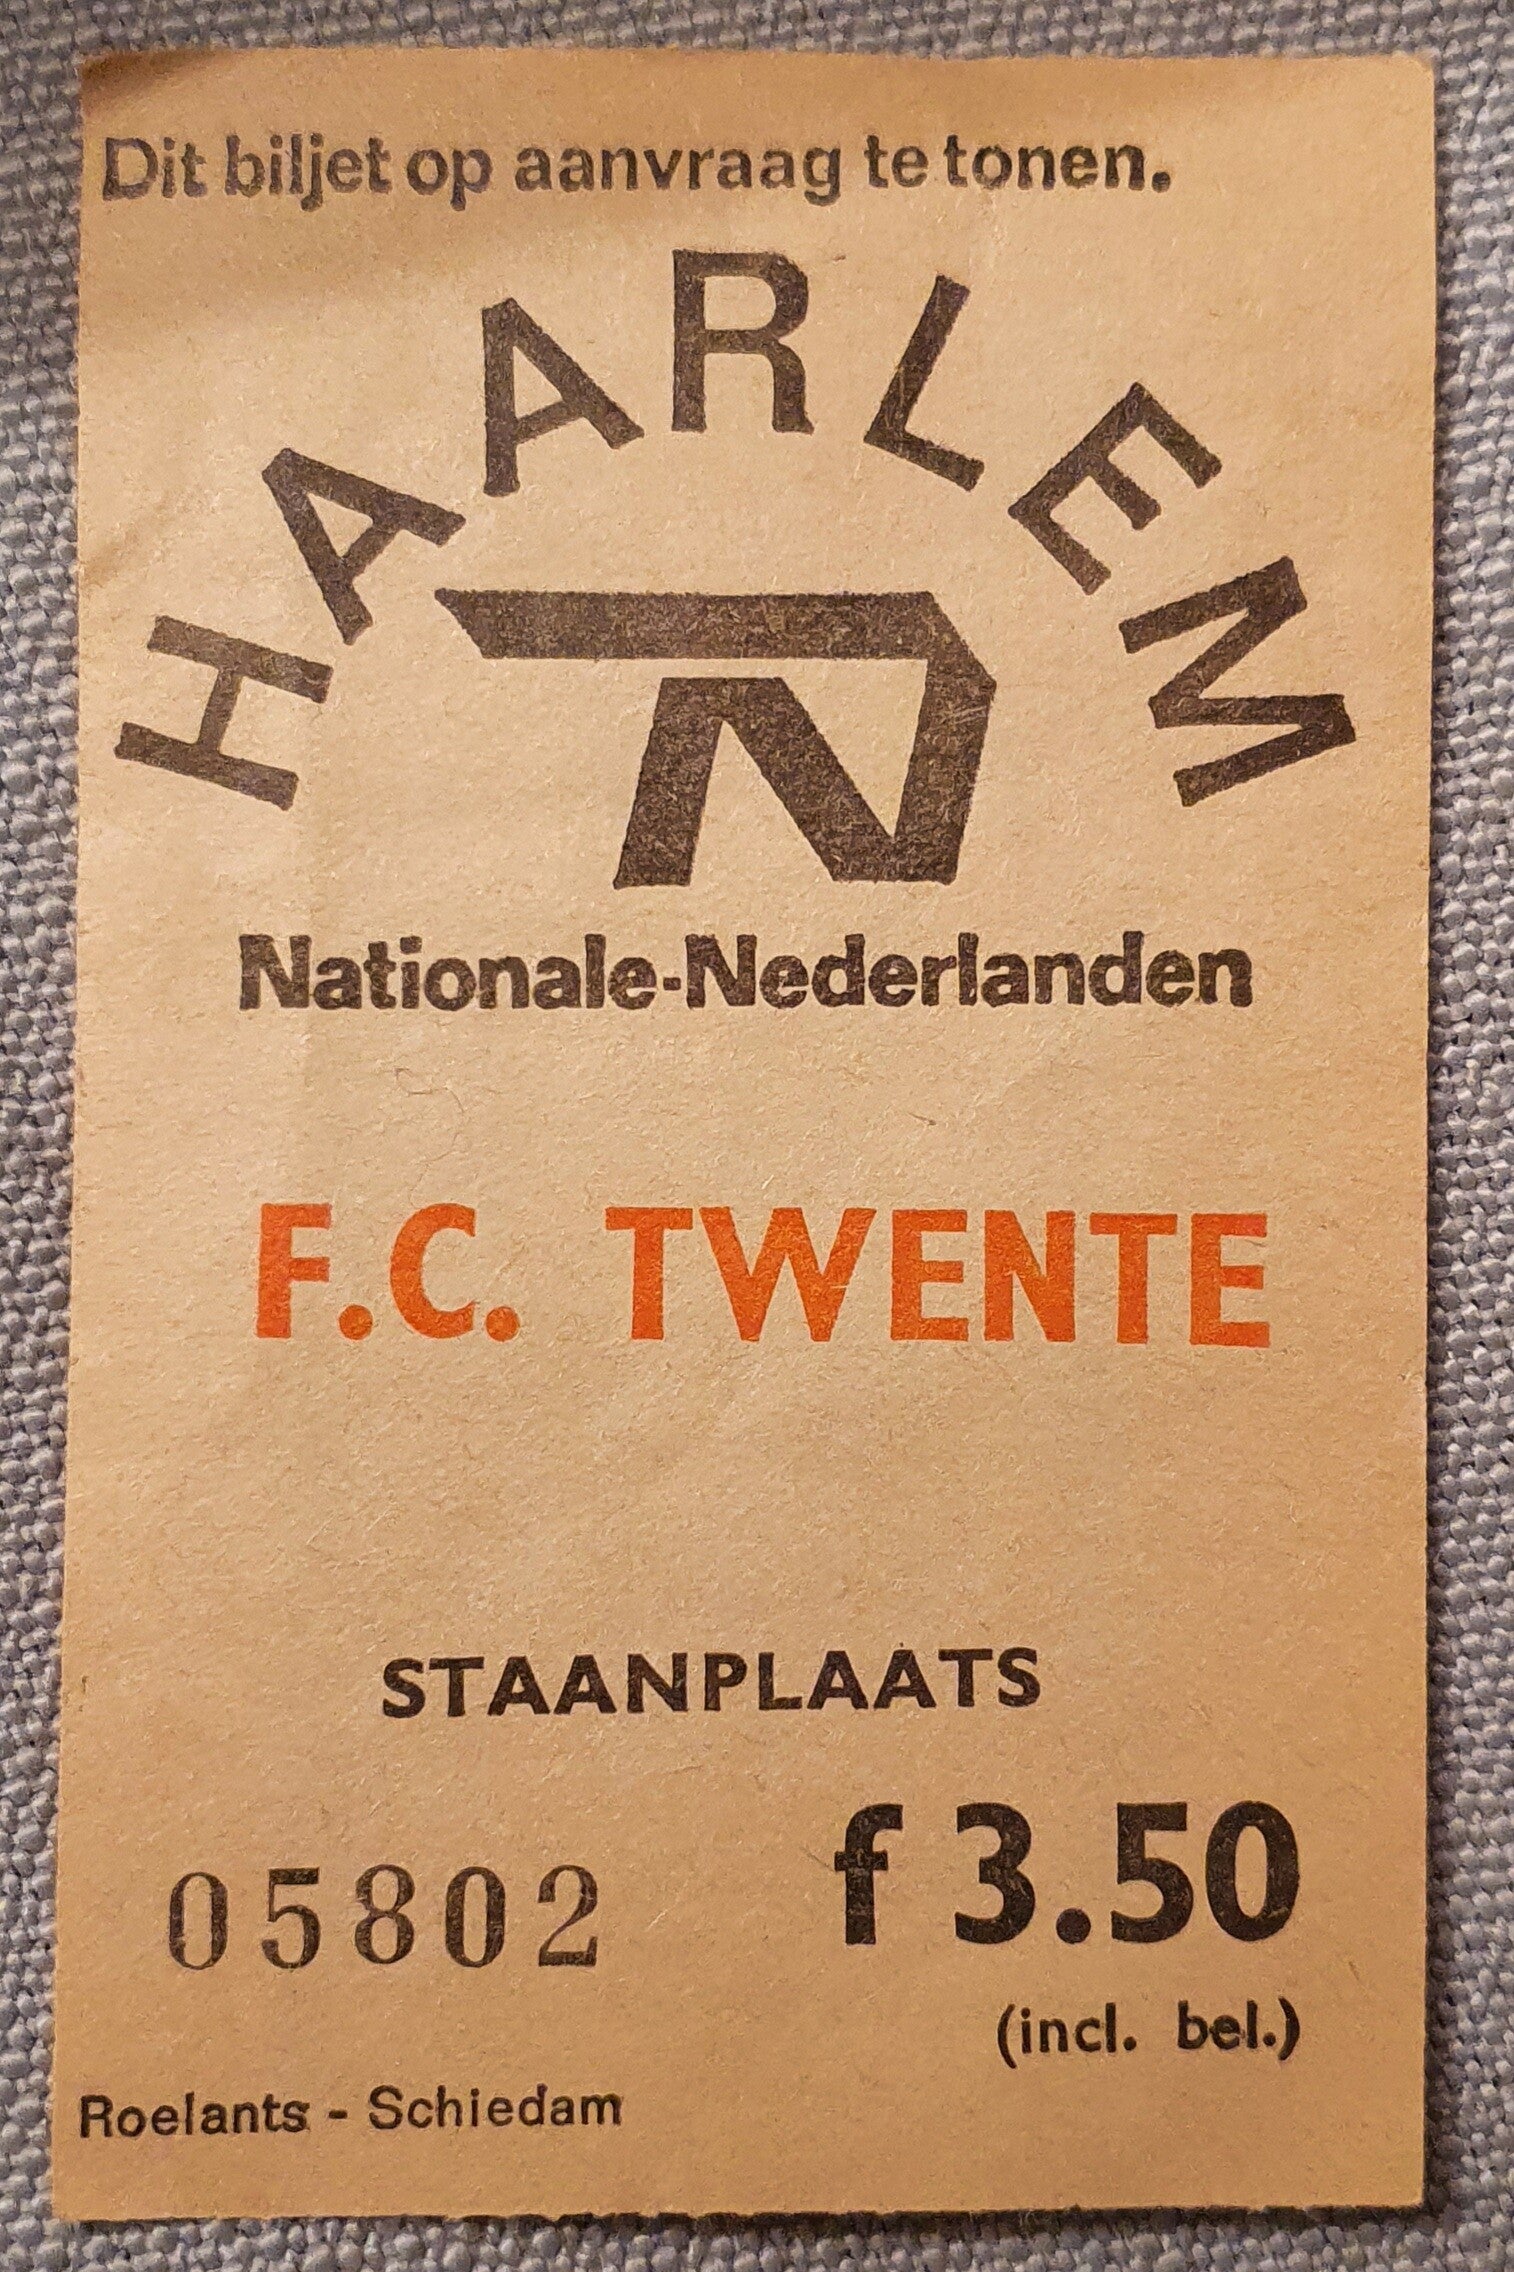 Dit biljet op aanvraag te tonen.
HAARLEM
N
Nationale-Nederlanden
F.C. TWENTE
STAANPLAATS
05802
f 3.50
(incl. bel.)
Roelants - Schiedam